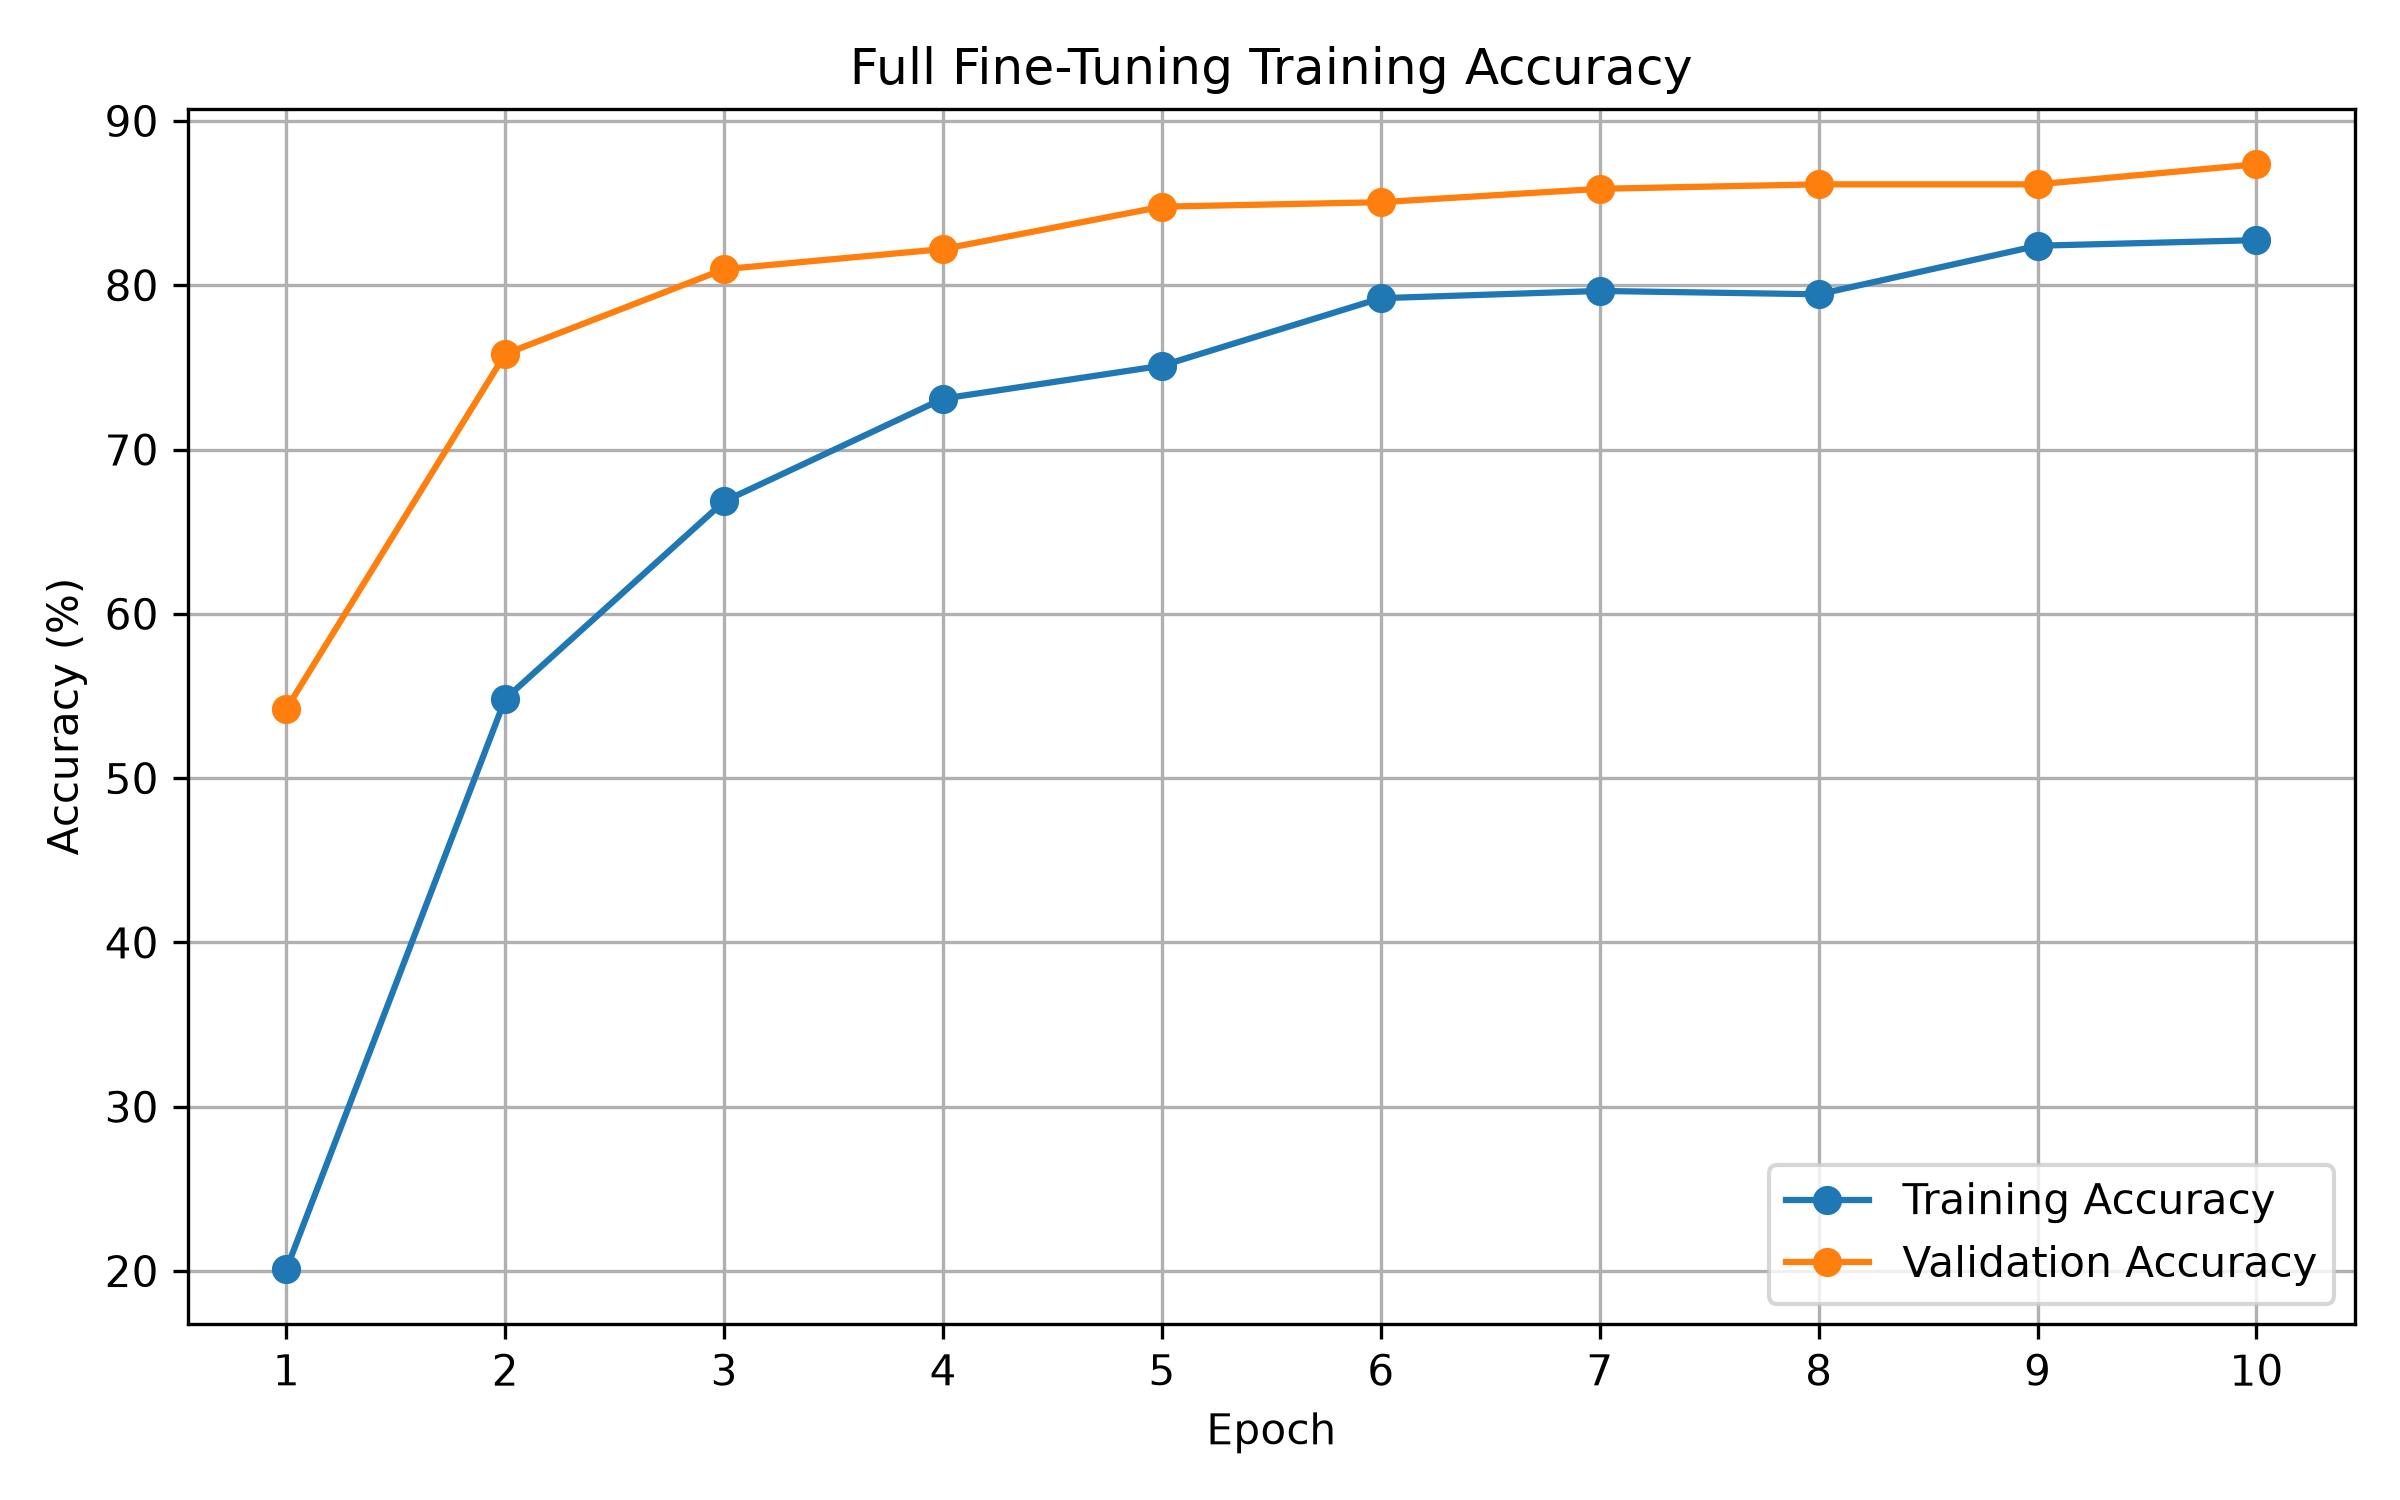 Full Fine-Tuning Training Accuracy
90
80
70
60
50
40
30
20
Accuracy (%)
1 2 3 4 5 6 7 8 9 10
Epoch
Training Accuracy
Validation Accuracy